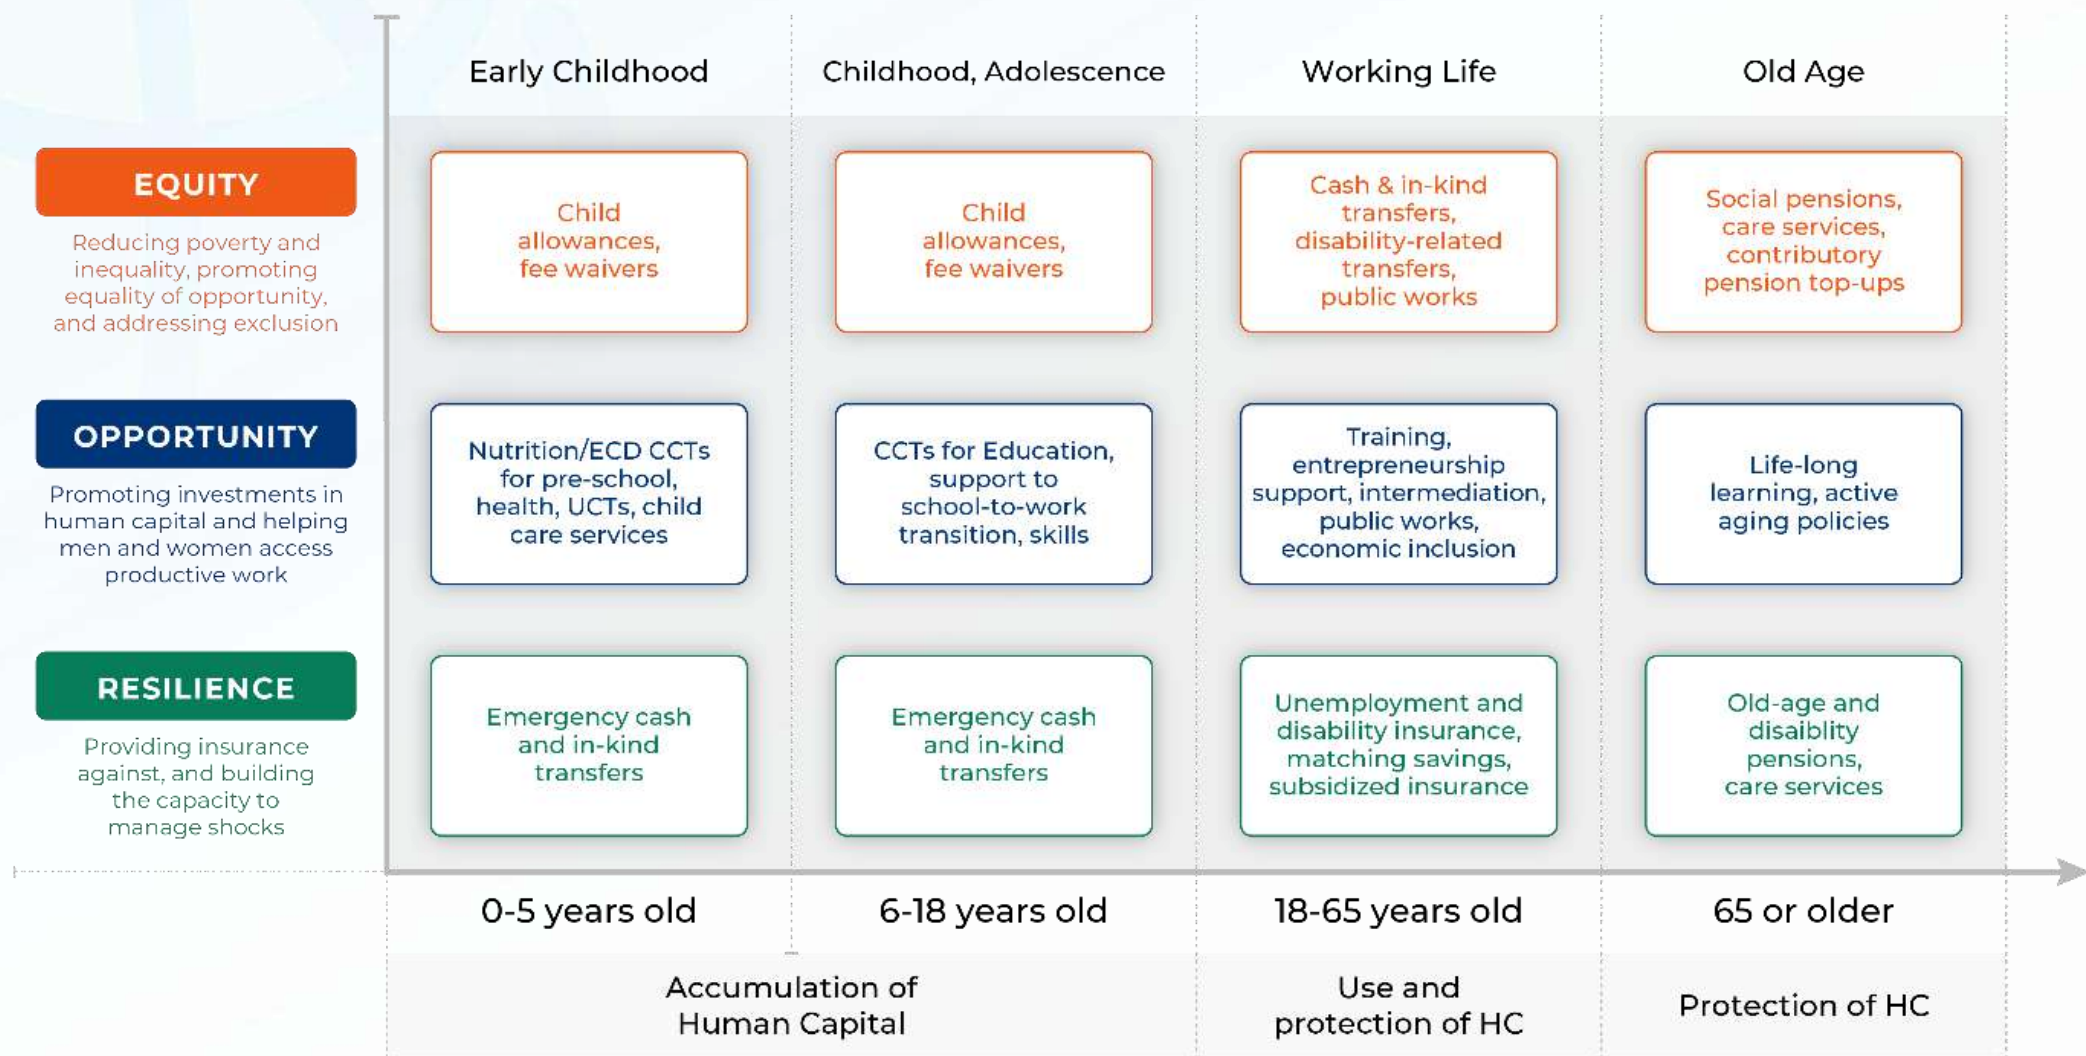 Early Childhood
Childhood, Adolescence
Working Life
Old Age
EQUITY
Reducing poverty and
inequality, promoting
equality of opportunity,
and addressing exclusion
Child
allowances,
fee waivers
Child
allowances,
fee waivers
Cash & in-kind
transfers,
disability-related
transfers,
public works
Social pensions,
care services,
contributory
pension top-ups
OPPORTUNITY
Promoting investments in
human capital and helping
men and women access
productive work
Nutrition/ECD CCTs
for pre-school,
health, UCTs, child
care services
CCTs for Education,
support to
school-to-work
transition, skills
Training,
entrepreneurship
support, intermediation,
public works,
economic inclusion
Life-long
learning, active
aging policies
RESILIENCE
Providing insurance
against, and building
the capacity to
manage shocks
Emergency cash
and in-kind
transfers
Emergency cash
and in-kind
transfers
Unemployment and
disability insurance,
matching savings,
subsidized insurance
Old-age and
disaiblity
pensions,
care services
0-5 years old
6-18 years old
18-65 years old
65 or older
Accumulation of
Human Capital
Use and
protection of HC
Protection of HC